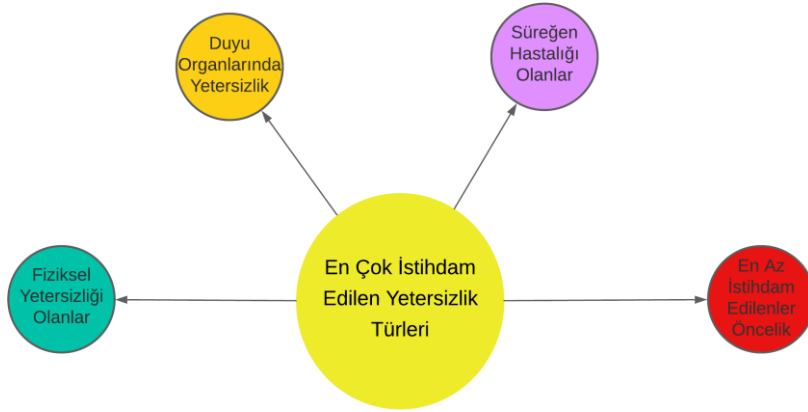 Duyu
Organlarında
Yetersizlik
Süreğen
Hastalığı
Olanlar
Fiziksel
Yetersizliği
Olanlar
En Çok İstihdam
Edilen Yetersizlik
Türleri
En Az
İstihdam
Edilenler
Öncelik